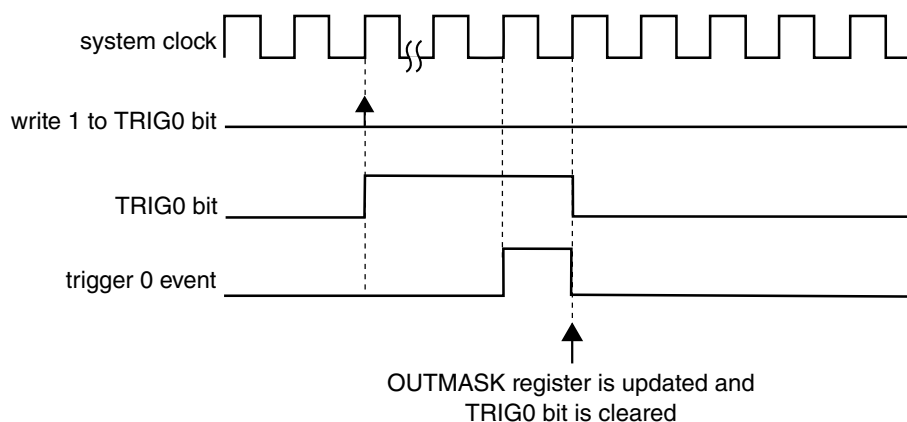 system clock
write 1 to TRIG0 bit
TRIG0 bit
trigger 0 event
OUTMASK register is updated and
TRIG0 bit is cleared